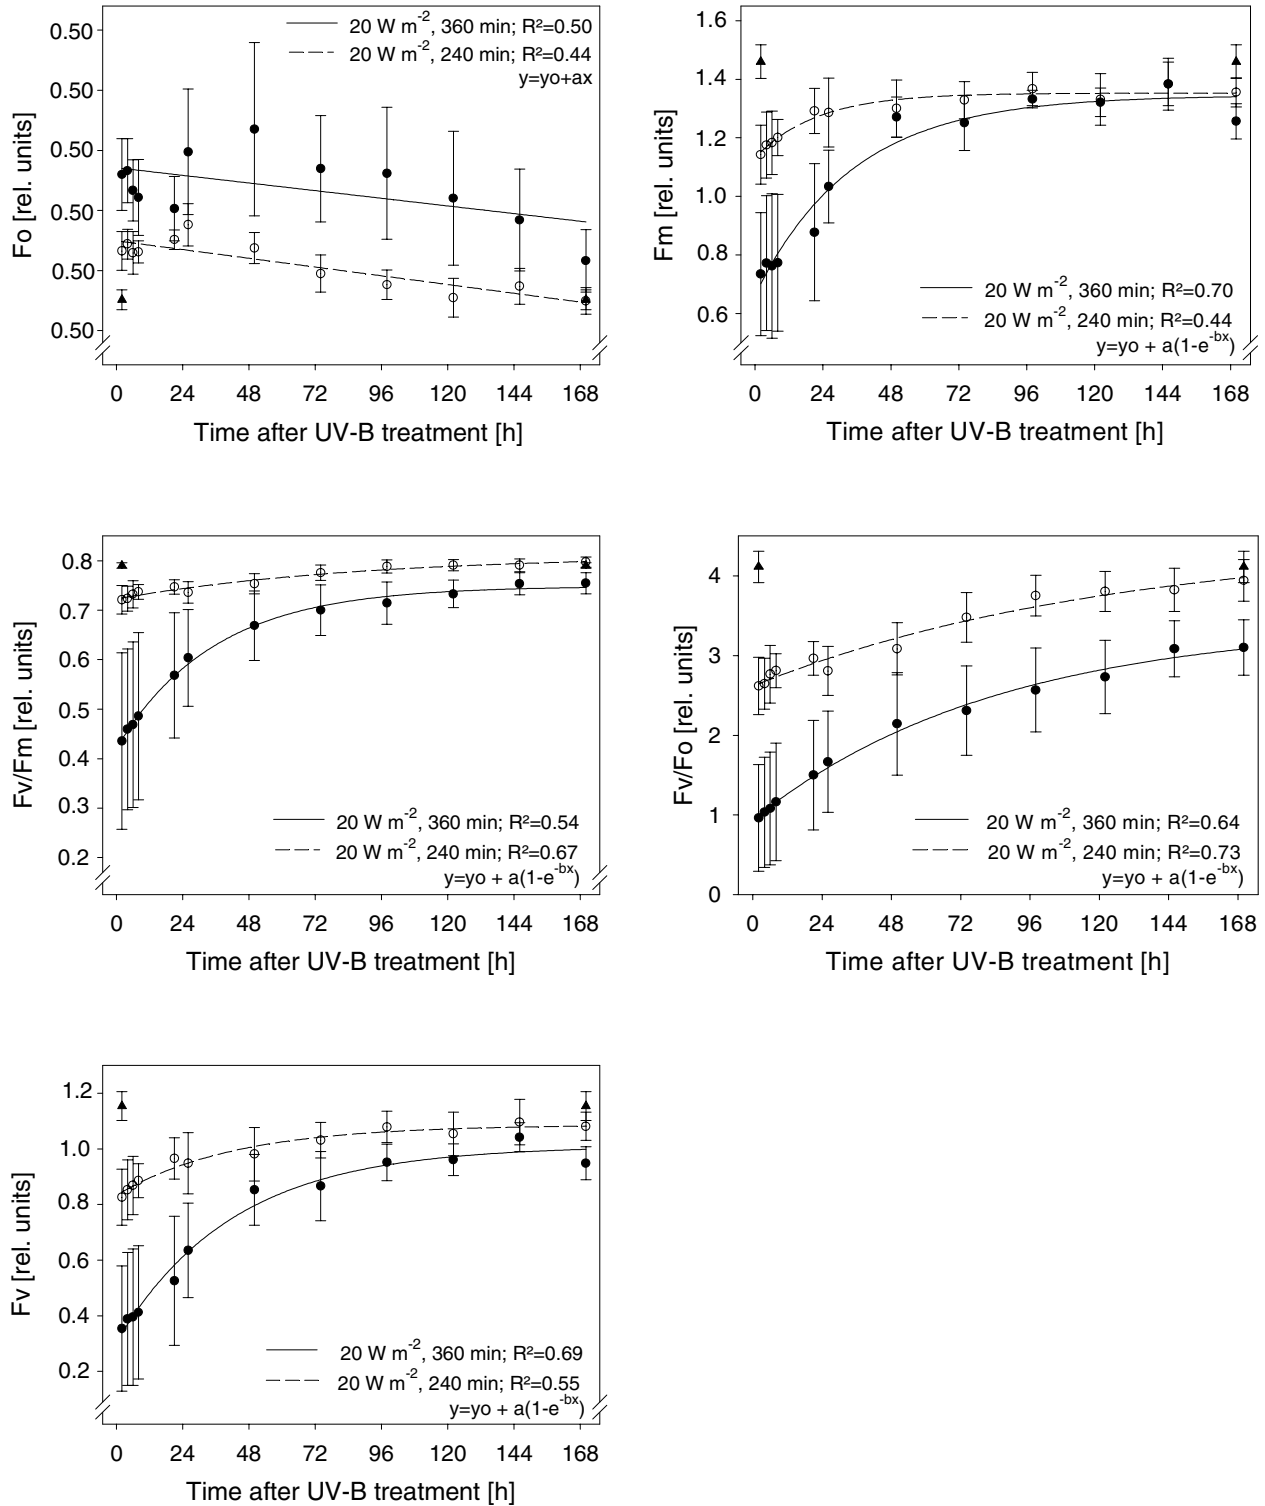 20 W m-2, 360 min; R²=0.50
20 W m-2, 240 min; R²=0.44
y=yo+ax
0.50
0.50
0.50
0.50
0.50
0.50
Fo [rel. units]
0 24 48 72 96 120 144 168
Time after UV-B treatment [h]
1.6
1.4
1.2
1.0
0.8
0.6
Fm [rel. units]
20 W m-2, 360 min; R²=0.70
20 W m-2, 240 min; R²=0.44
y=yo + a(1-e-bx)
0 24 48 72 96 120 144 168
Time after UV-B treatment [h]
0.8
0.7
0.6
0.5
0.4
0.3
0.2
Fv/Fm [rel. units]
20 W m-2, 360 min; R²=0.54
20 W m-2, 240 min; R²=0.67
y=yo + a(1-e-bx)
0 24 48 72 96 120 144 168
Time after UV-B treatment [h]
4
3
2
1
0
Fv/Fo [rel. units]
20 W m-2, 360 min; R²=0.64
20 W m-2, 240 min; R²=0.73
y=yo + a(1-e-bx)
0 24 48 72 96 120 144 168
Time after UV-B treatment [h]
1.2
1.0
0.8
0.6
0.4
0.2
Fv [rel. units]
20 W m-2, 360 min; R²=0.69
20 W m-2, 240 min; R²=0.55
y=yo + a(1-e-bx)
0 24 48 72 96 120 144 168
Time after UV-B treatment [h]